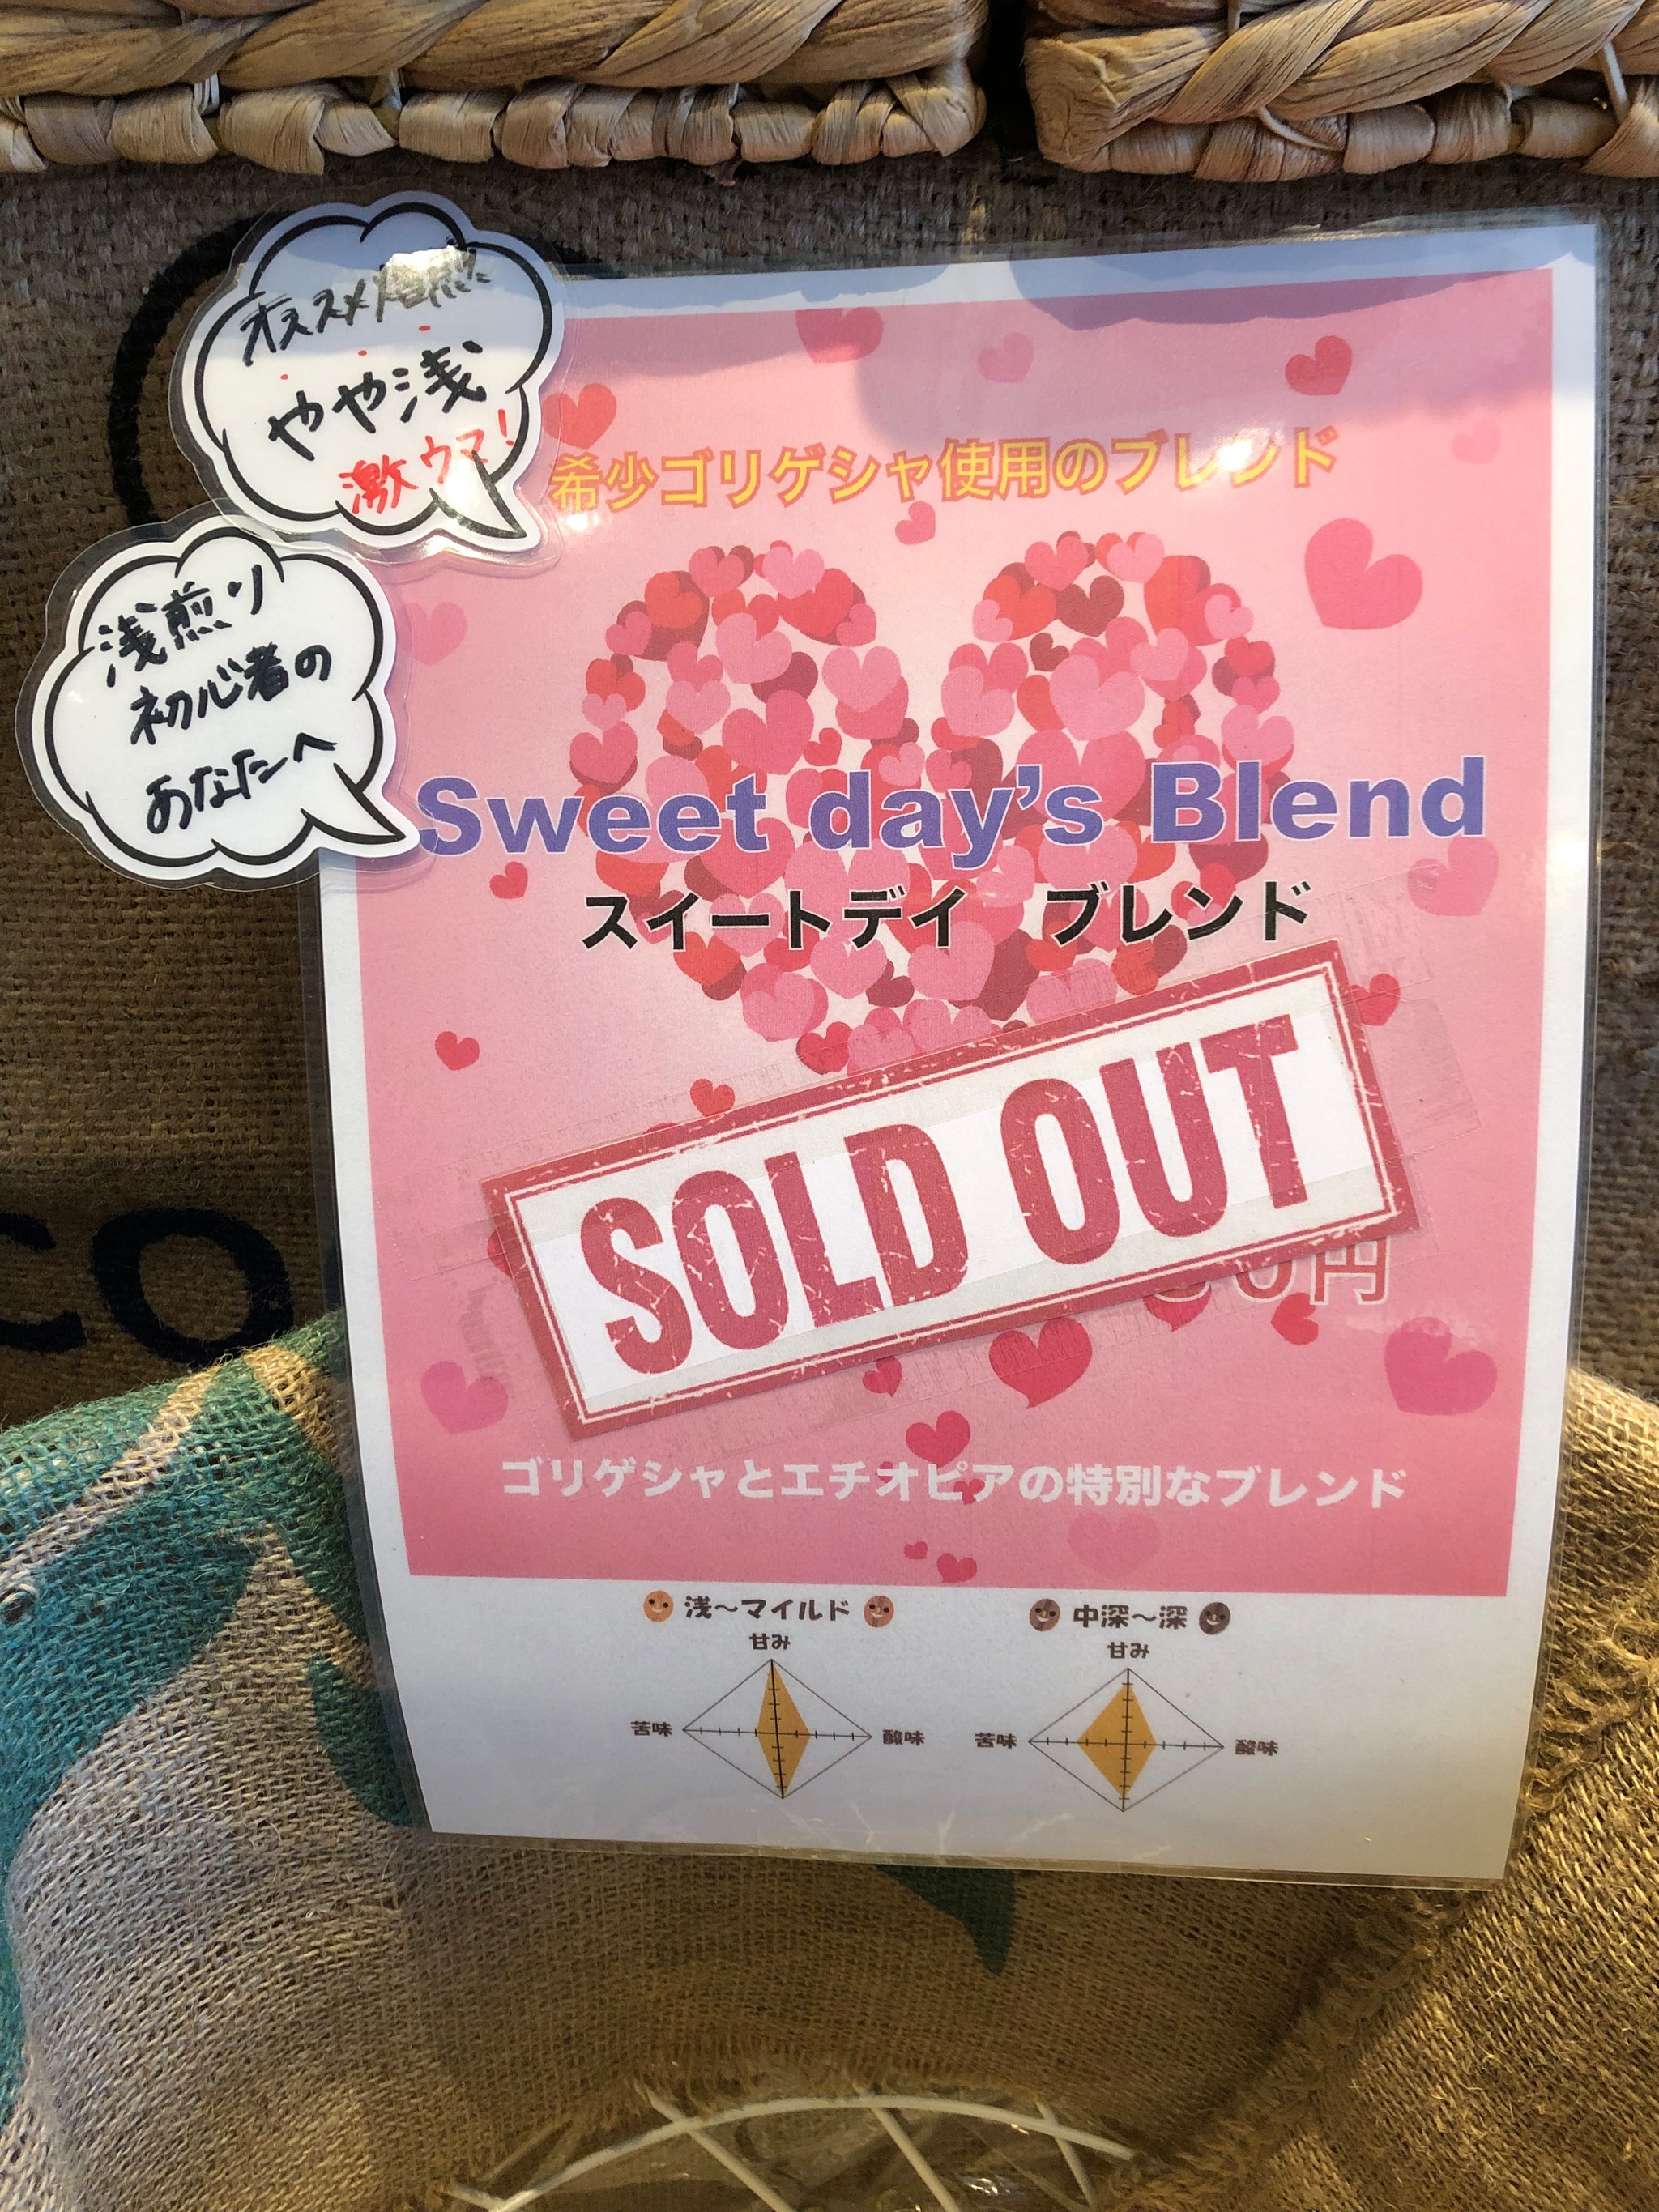 オススメ焙煎
やや浅
激ウマ!
浅煎り
初心者の
あなたへ
希少ゴリゲシャ使用のブレンド
Sweet day's Blend
スイートデイ ブレンド
SOLD OUT
円
ゴリゲシャとエチオピアの特別なブレンド
浅～マイルド
甘み
苦味
酸味
中深～深
甘み
苦味
酸味
CO